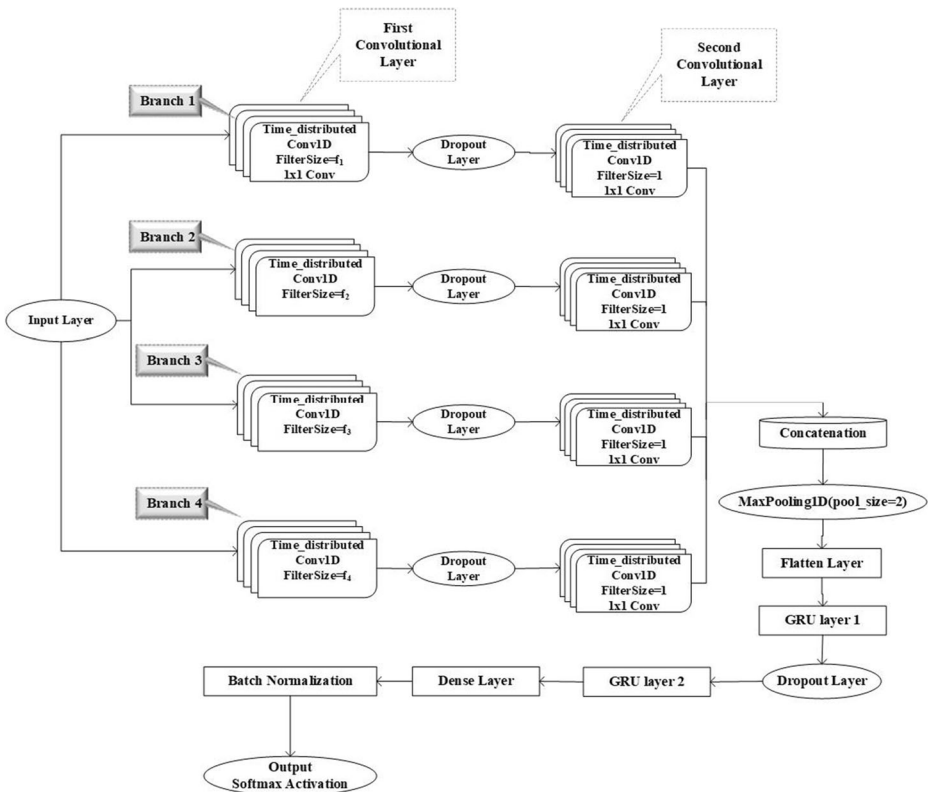 First
Convolutional
Layer
Second
Convolutional
Layer
Branch 1
Time_distributed
Conv1D
FilterSize=f₁
1x1 Conv
Dropout
Layer
Time_distributed
Conv1D
FilterSize=1
1x1 Conv
Branch 2
Time_distributed
Conv1D
FilterSize=f₂
Dropout
Layer
Time_distributed
Conv1D
FilterSize=1
1x1 Conv
Input Layer
Branch 3
Time_distributed
Conv1D
FilterSize=f₃
Dropout
Layer
Time_distributed
Conv1D
FilterSize=1
1x1 Conv
Concatenation
MaxPooling1D(pool_size=2)
Branch 4
Time_distributed
Conv1D
FilterSize=f₄
Dropout
Layer
Time_distributed
Conv1D
FilterSize=1
1x1 Conv
Flatten Layer
GRU layer 1
Dropout Layer
GRU layer 2
Dense Layer
Batch Normalization
Output
Softmax Activation